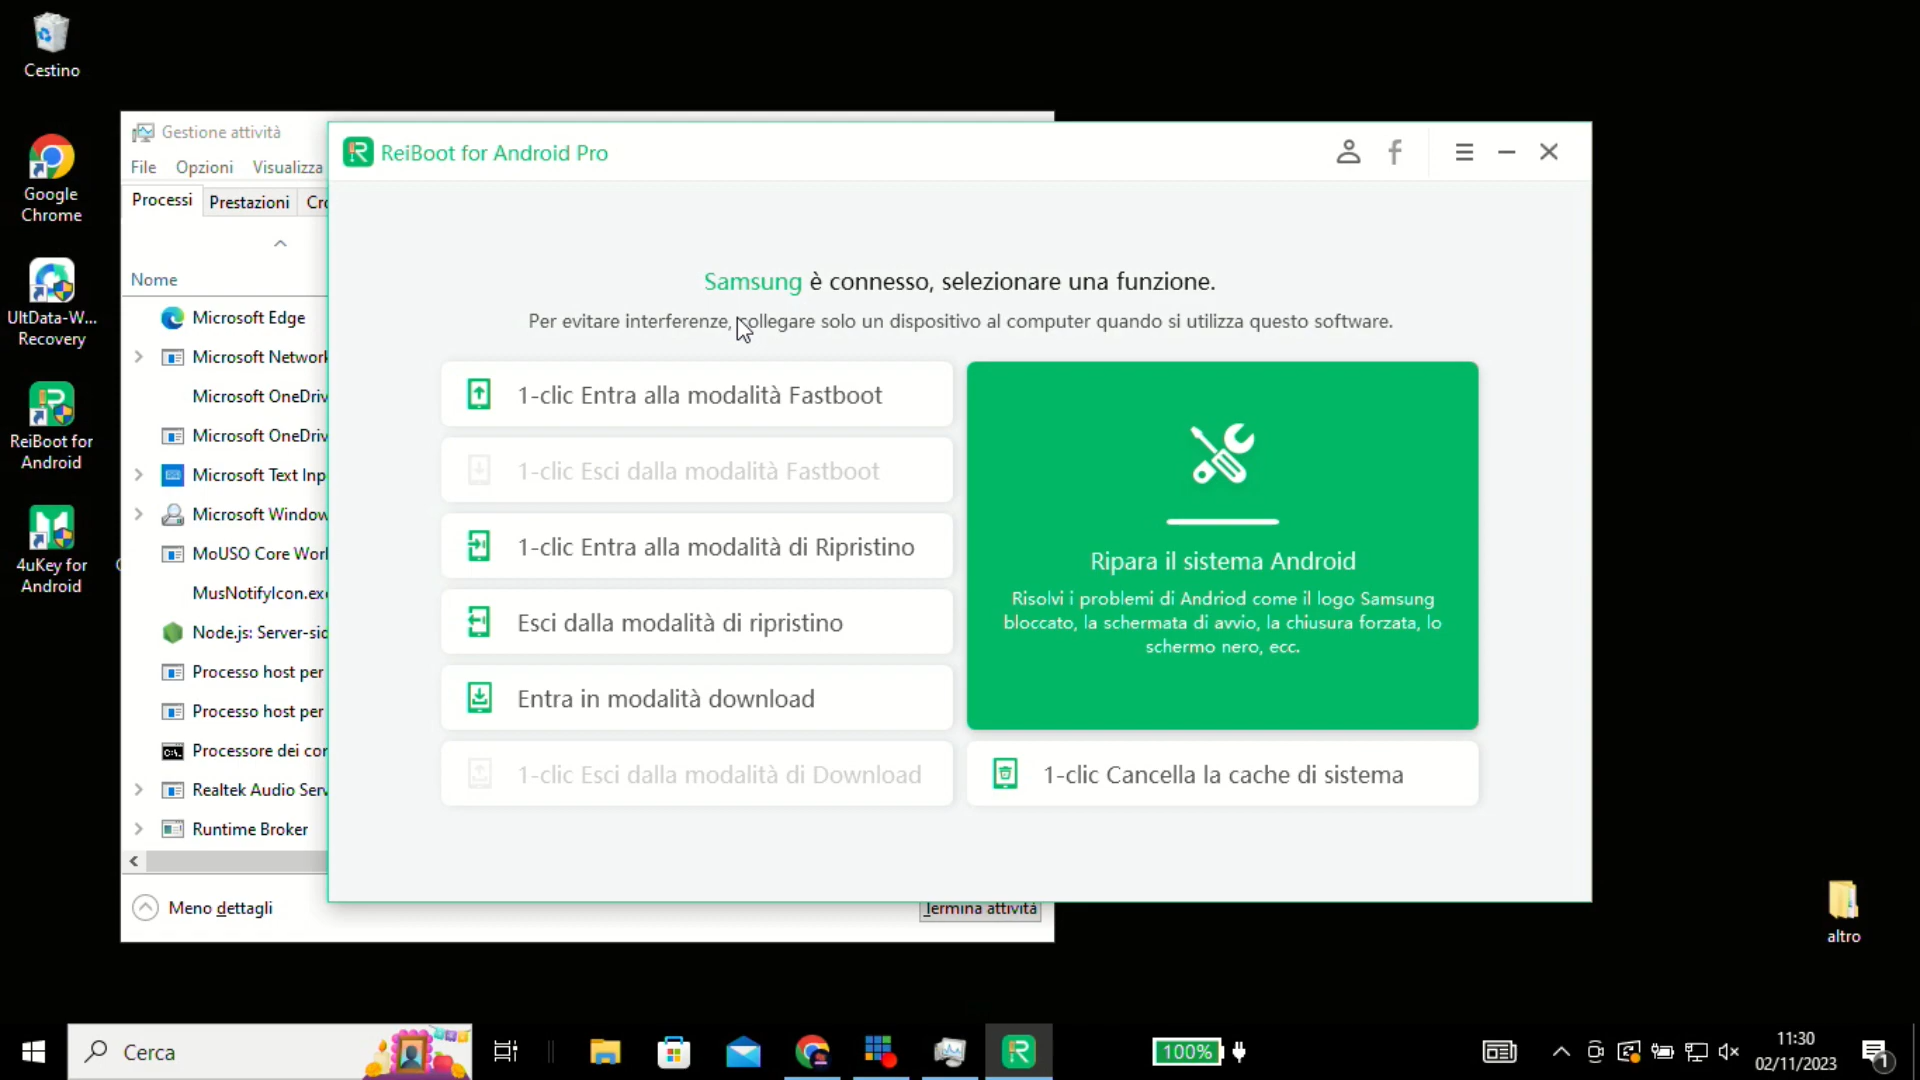 Cestino
Google
Chrome
UltData-W...
Recovery
ReiBoot for
Android
4uKey for
Android
Gestione attività
File Opzioni Visualizza
Processi Prestazioni
Nome
Microsoft Edge
Microsoft Network
Microsoft OneDriv
Microsoft OneDriv
Microsoft Text Inp
Microsoft Window
MoUSO Core Worl
MusNotifyIcon.exe
Node.js: Server-sid
Processo host per
Processo host per
Processore dei cor
Realtek Audio Serv
Runtime Broker
Meno dettagli
Termina attività
ReiBoot for Android Pro
Samsung è connesso, selezionare una funzione.
Per evitare interferenze, collegare solo un dispositivo al computer quando si utilizza questo software.
1-clic Entra alla modalità Fastboot
1-clic Esci dalla modalità Fastboot
1-clic Entra alla modalità di Ripristino
Esci dalla modalità di ripristino
Entra in modalità download
1-clic Esci dalla modalità di Download
Ripara il sistema Android
Risolvi i problemi di Andriod come il logo Samsung
bloccato, la schermata di avvio, la chiusura forzata, lo
schermo nero, ecc.
1-clic Cancella la cache di sistema
altro
Cerca
100%
11:30
02/11/2023
1